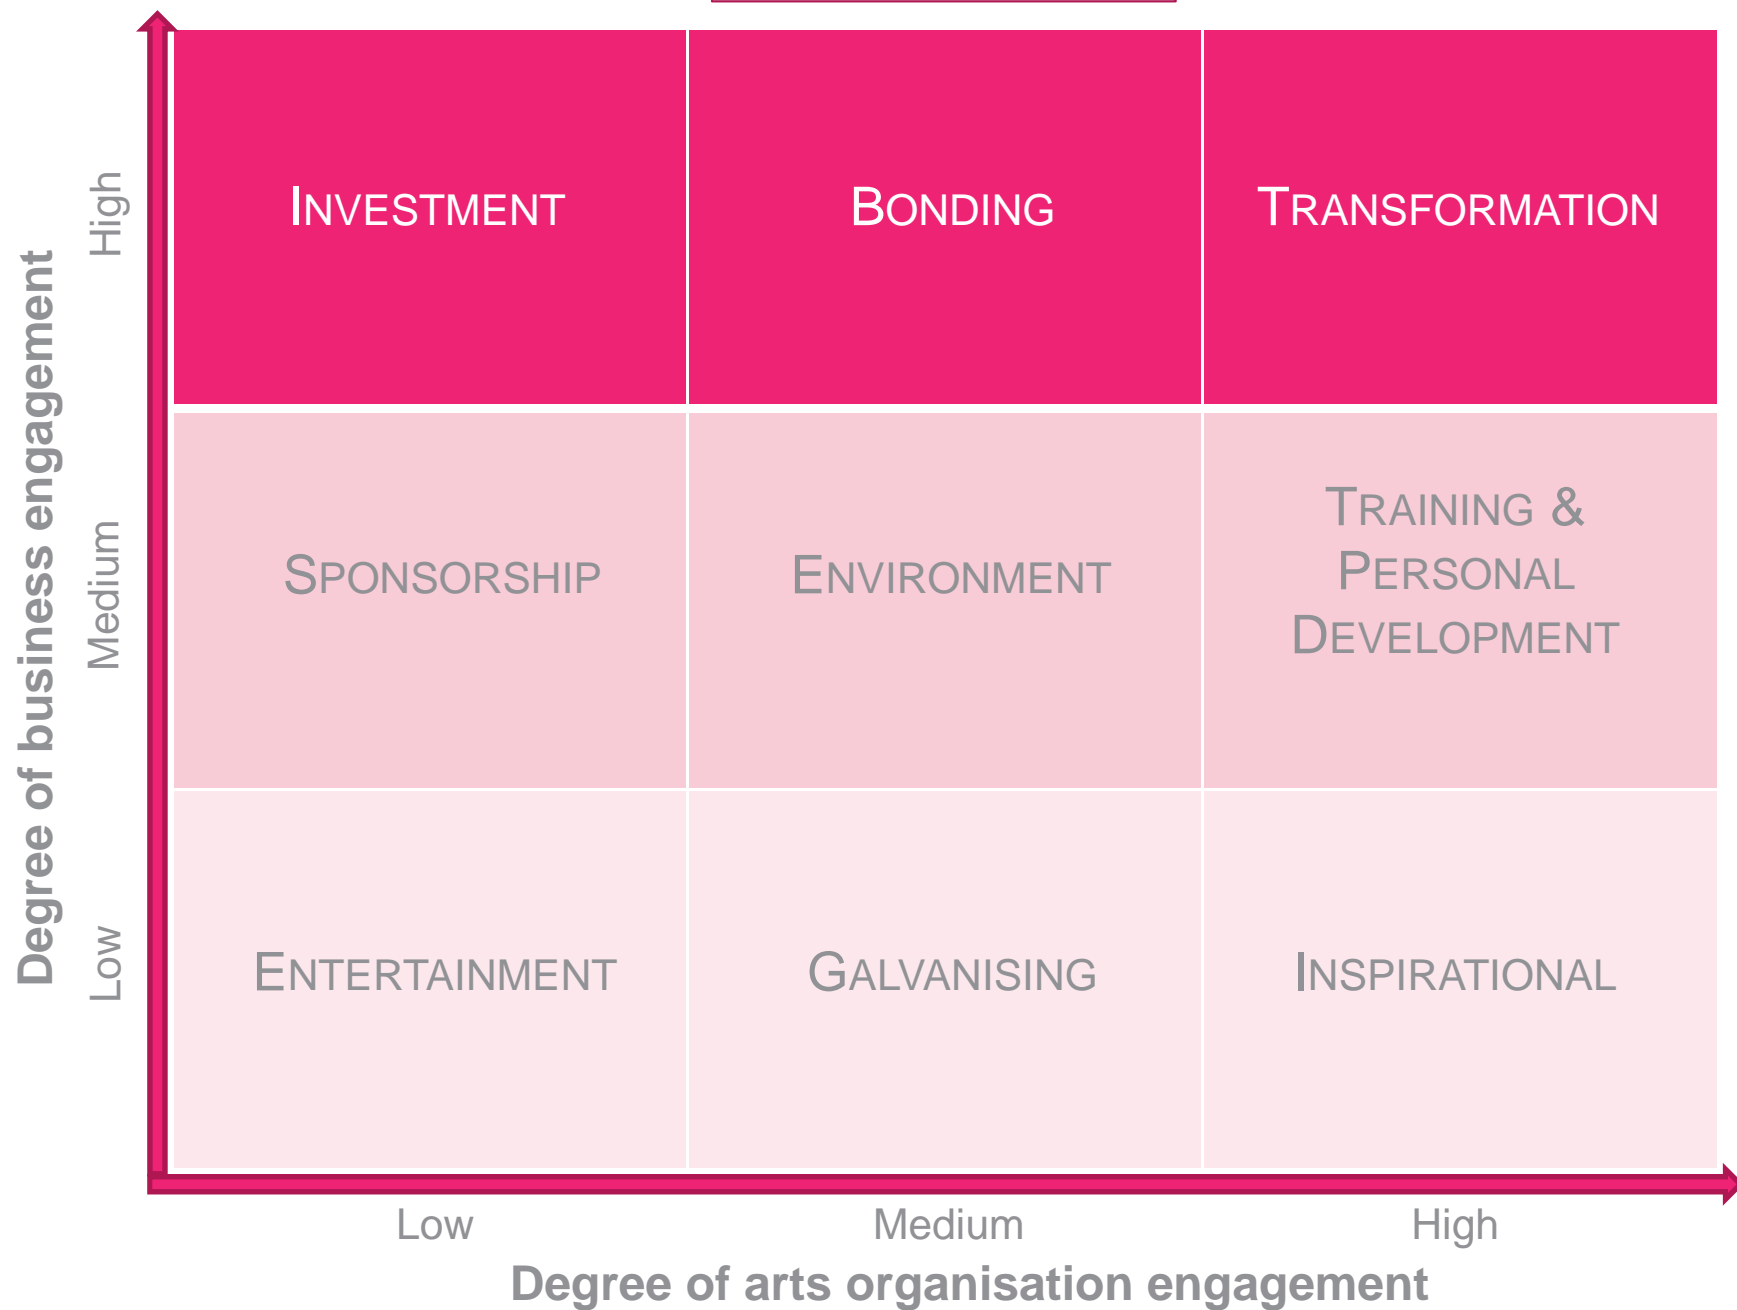 Degree of business engagement
High
INVESTMENT
BONDING
TRANSFORMATION
Medium
SPONSORSHIP
ENVIRONMENT
TRAINING &
PERSONAL
DEVELOPMENT
Low
ENTERTAINMENT
GALVANISING
INSPIRATIONAL
Low
Medium
High
Degree of arts organisation engagement